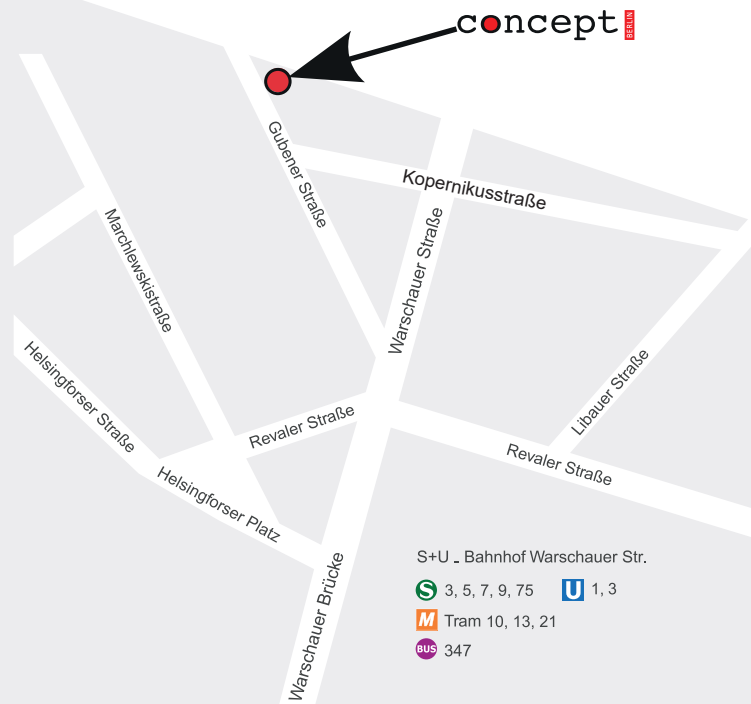 concept BERLIN
Gubener Straße
Kopernikusstraße
Marchlewskistraße
Warschauer Straße
Helsingforser Straße
Revaler Straße
Libauer Straße
Revaler Straße
Helsingforser Platz
Warschauer Brücke
S+U - Bahnhof Warschauer Str.
S 3, 5, 7, 9, 75 U 1, 3
M Tram 10, 13, 21
BUS 347